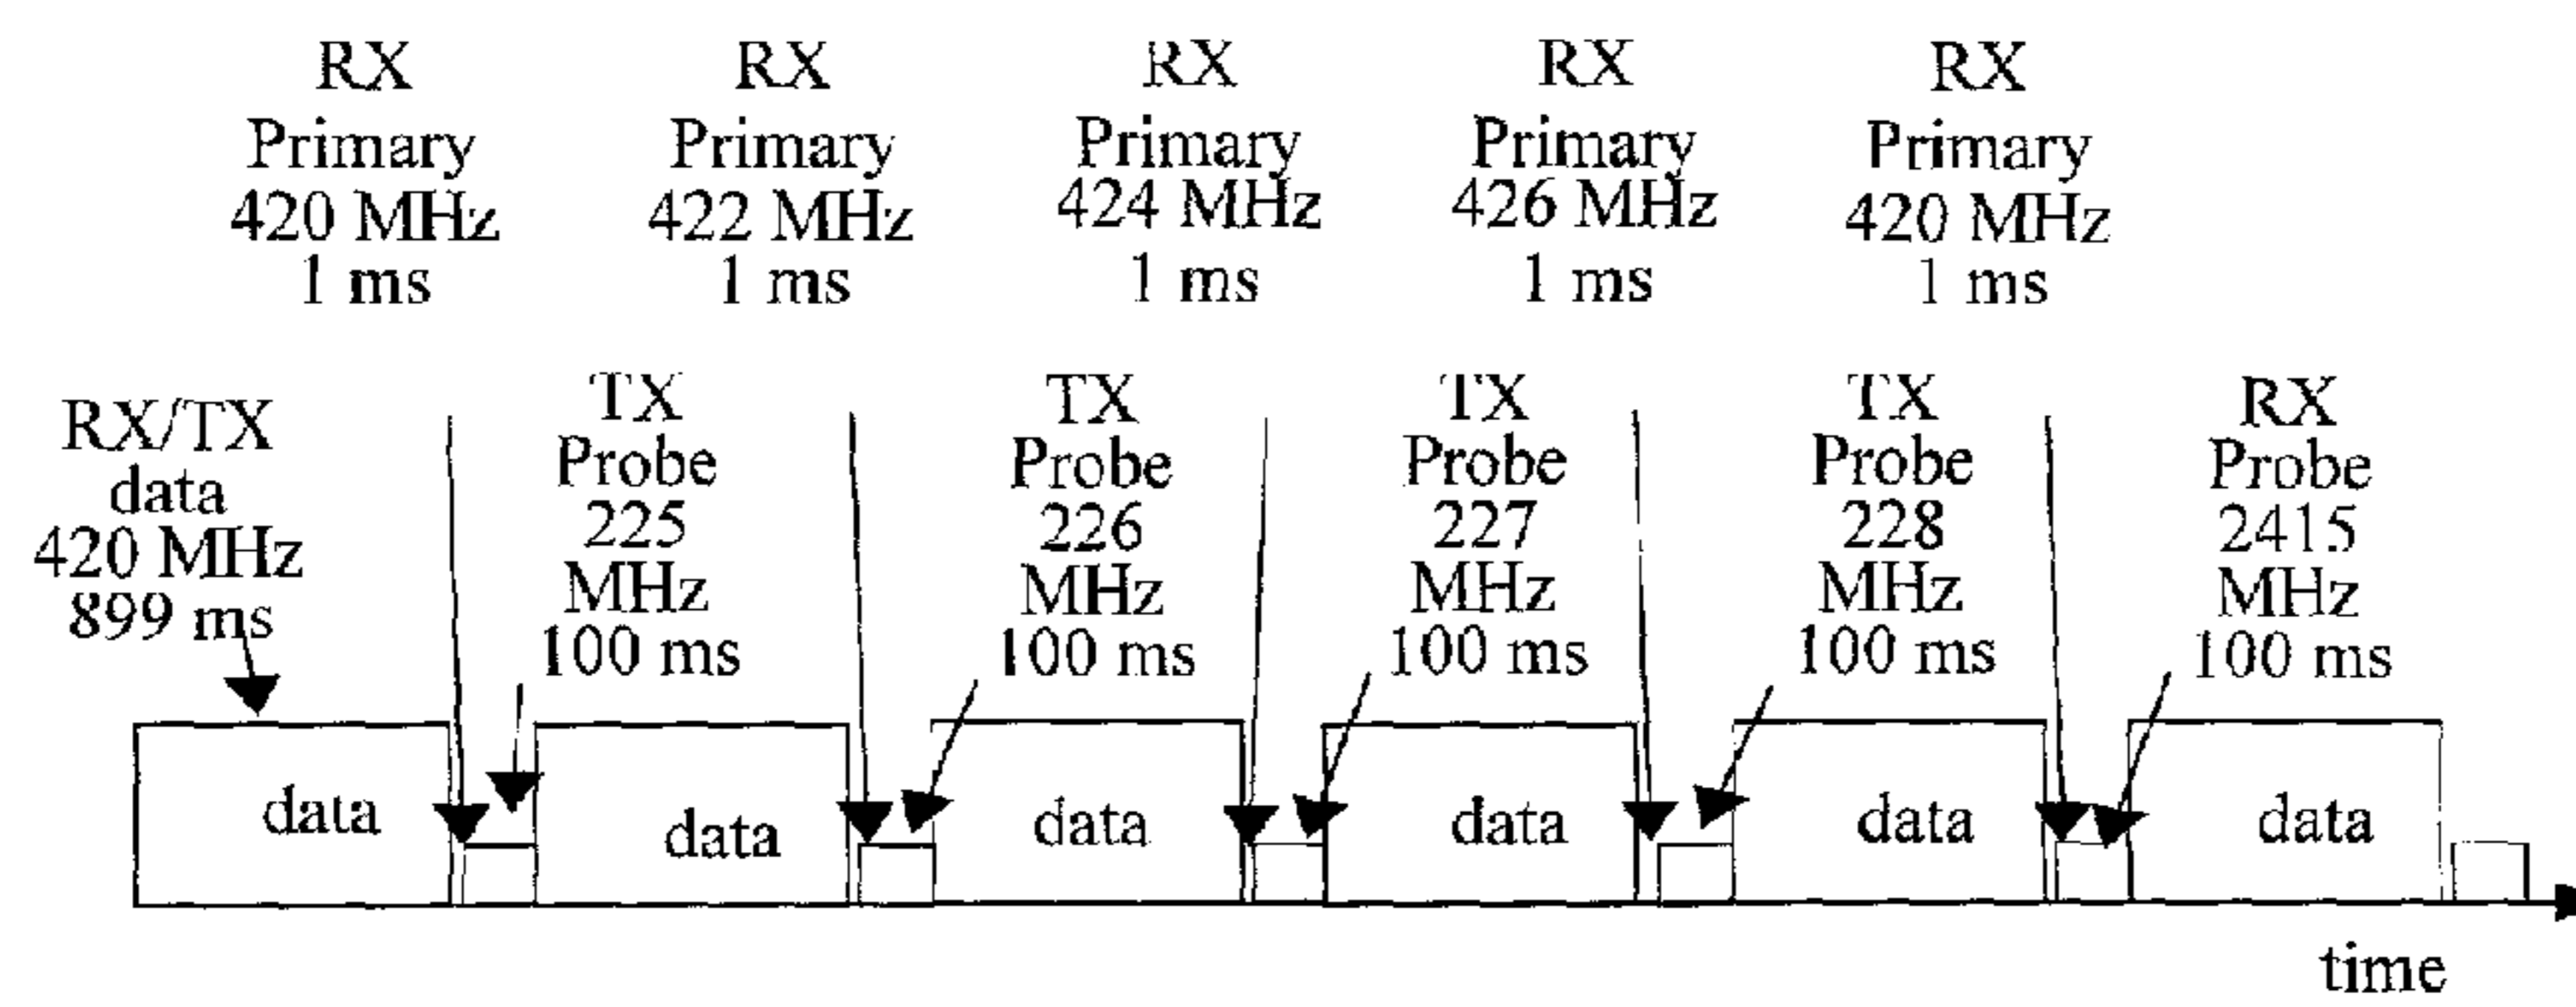 RX
Primary
420 MHz
1 ms
RX
Primary
422 MHz
1 ms
RX
Primary
424 MHz
1 ms
RX
Primary
426 MHz
1 ms
RX
Primary
420 MHz
1 ms
RX/TX
data
420 MHz
899 ms
TX
Probe
225
MHz
100 ms
TX
Probe
226
MHz
100 ms
TX
Probe
227
MHz
100 ms
TX
Probe
228
MHz
100 ms
RX
Probe
2415
MHz
100 ms
data
data
data
data
data
data
time